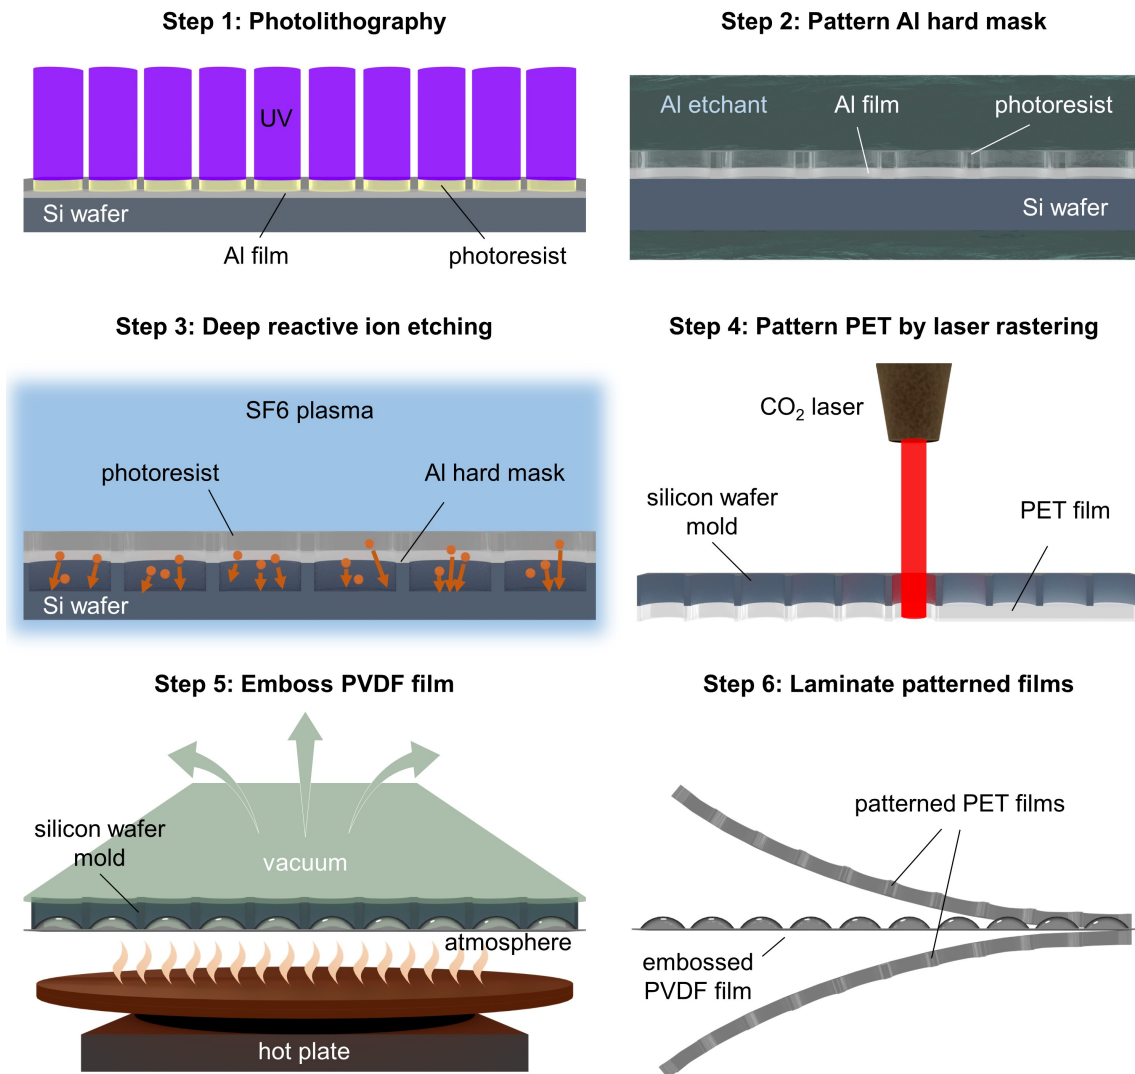 Step 1: Photolithography
UV
Si wafer
Al film
photoresist
Step 2: Pattern Al hard mask
Al etchant
Al film
photoresist
Si wafer
Step 3: Deep reactive ion etching
SF6 plasma
photoresist
Al hard mask
Si wafer
Step 4: Pattern PET by laser rastering
CO₂ laser
silicon wafer
mold
PET film
Step 5: Emboss PVDF film
silicon wafer
mold
vacuum
atmosphere
hot plate
Step 6: Laminate patterned films
patterned PET films
embossed
PVDF film